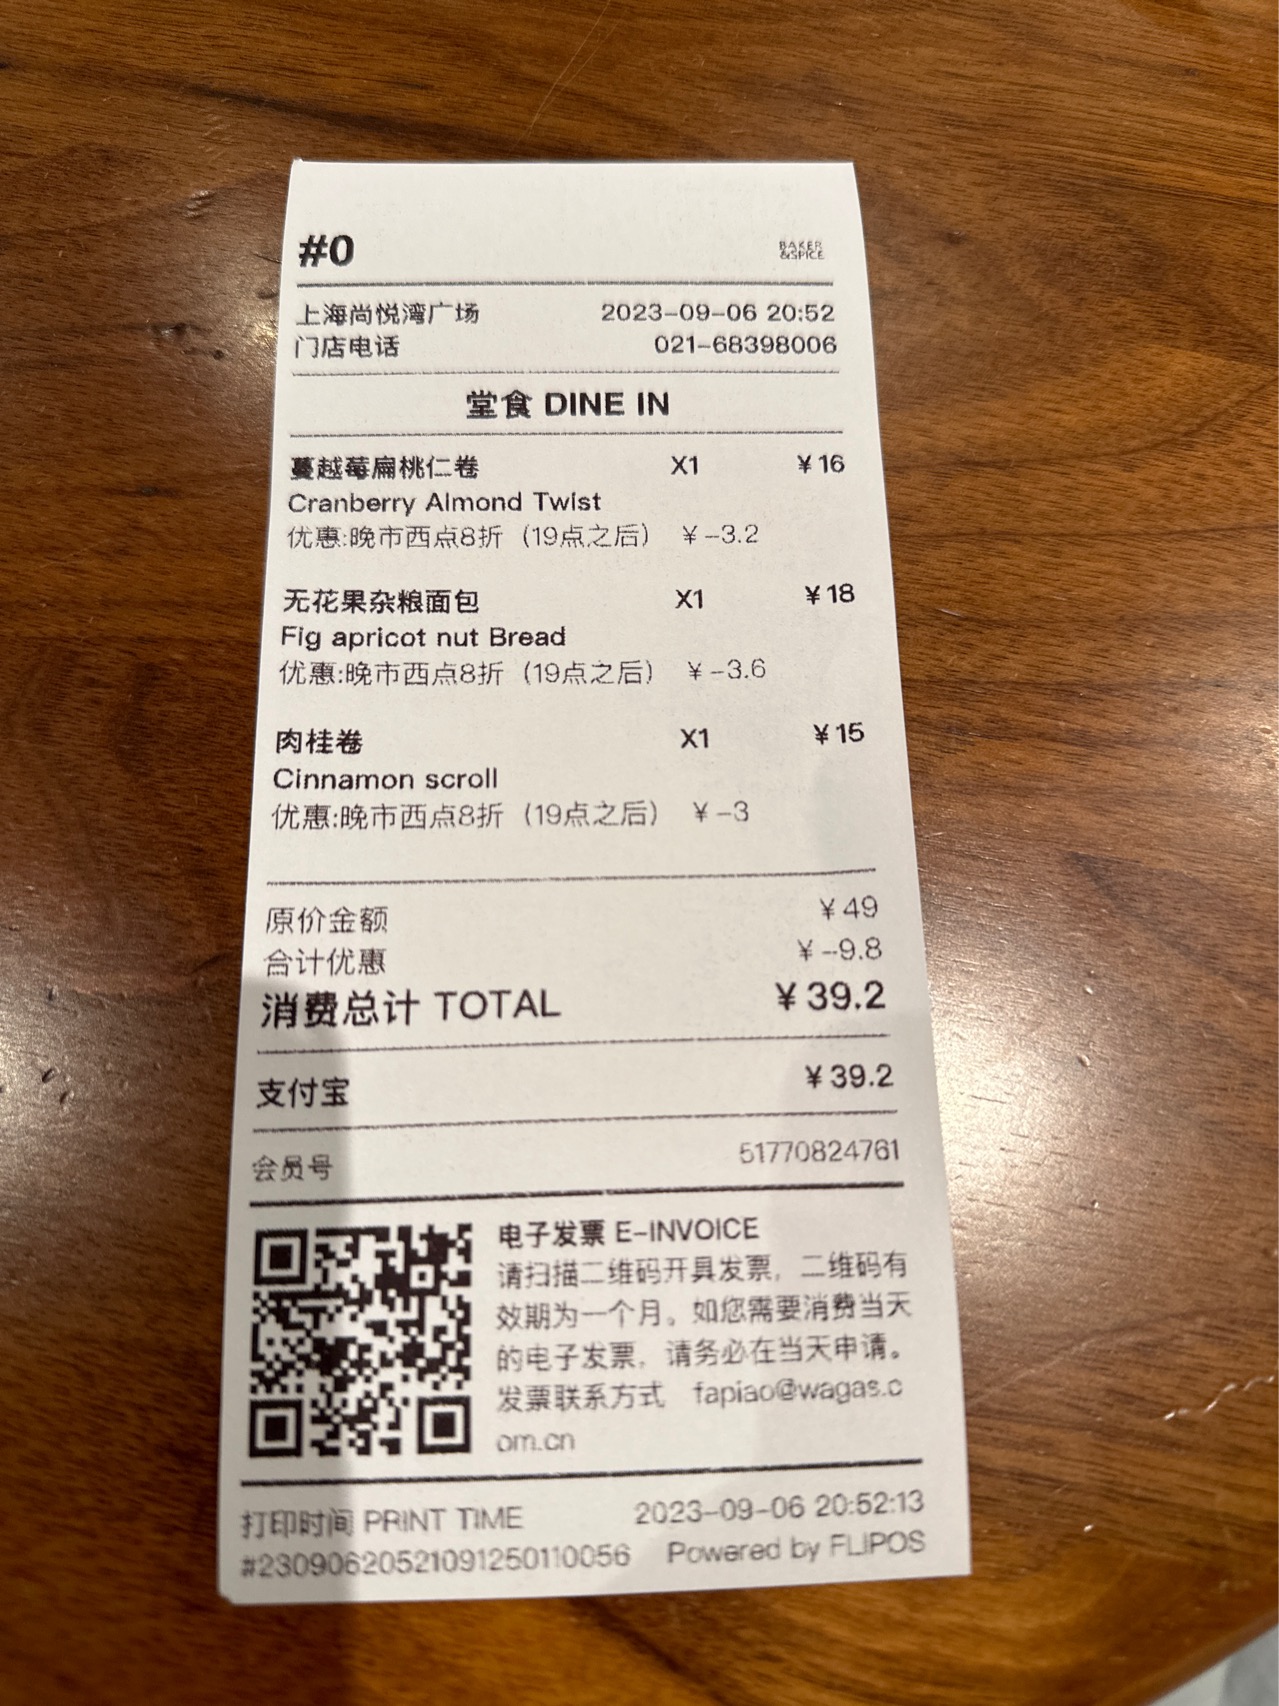 #0
BAKER
&SPICE
上海尚悦湾广场 2023-09-06 20:52
门店电话 021-68398006
堂食 DINE IN
蔓越莓扁桃仁卷 X1 ¥16
Cranberry Almond Twist
优惠:晚市西点8折（19点之后） ¥-3.2
无花果杂粮面包 X1 ¥18
Fig apricot nut Bread
优惠:晚市西点8折（19点之后） ¥-3.6
肉桂卷 X1 ¥15
Cinnamon scroll
优惠:晚市西点8折（19点之后） ¥-3
原价金额 ¥49
合计优惠 ¥--9.8
消费总计 TOTAL ¥39.2
支付宝 ¥39.2
会员号 51770824761
电子发票 E-INVOICE
请扫描二维码开具发票，二维码有
效期为一个月。如您需要消费当天
的电子发票，请务必在当天申请。
发票联系方式 fapiao@wagas.c
om.cn
打印时间 PRINT TIME 2023-09-06 20:52:13
#230906205210912501​10056 Powered by FLIPOS